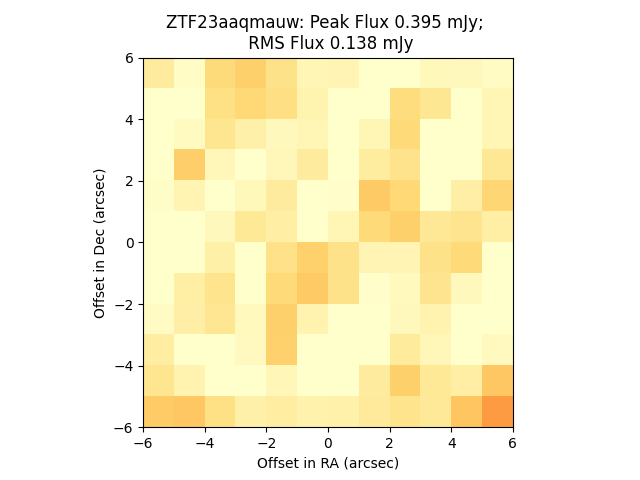 ZTF23aaqmauw: Peak Flux 0.395 mJy;
RMS Flux 0.138 mJy
6
4
2
0
−2
−4
−6
Offset in Dec (arcsec)
−6 −4 −2 0 2 4 6
Offset in RA (arcsec)